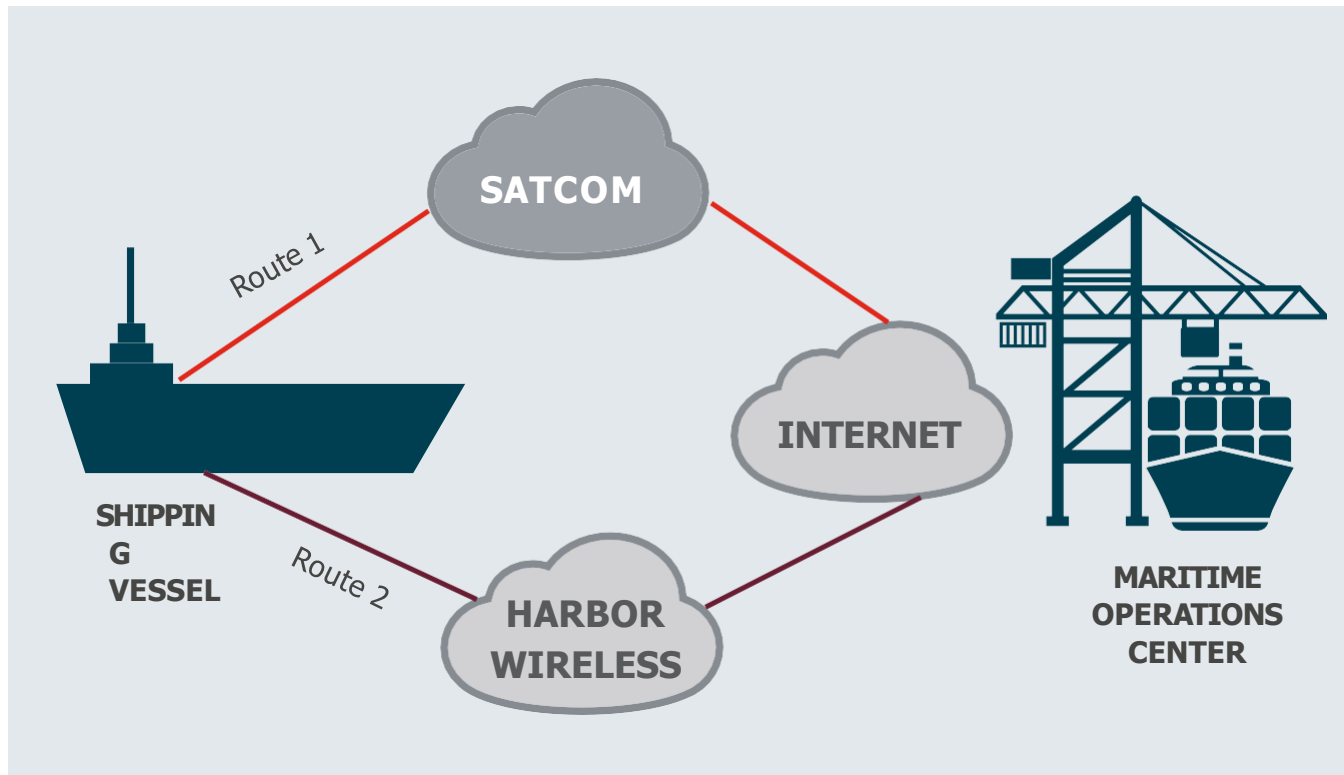 SATCOM
Route 1
INTERNET
SHIPPIN
G
VESSEL
Route 2
HARBOR
WIRELESS
MARITIME
OPERATIONS
CENTER